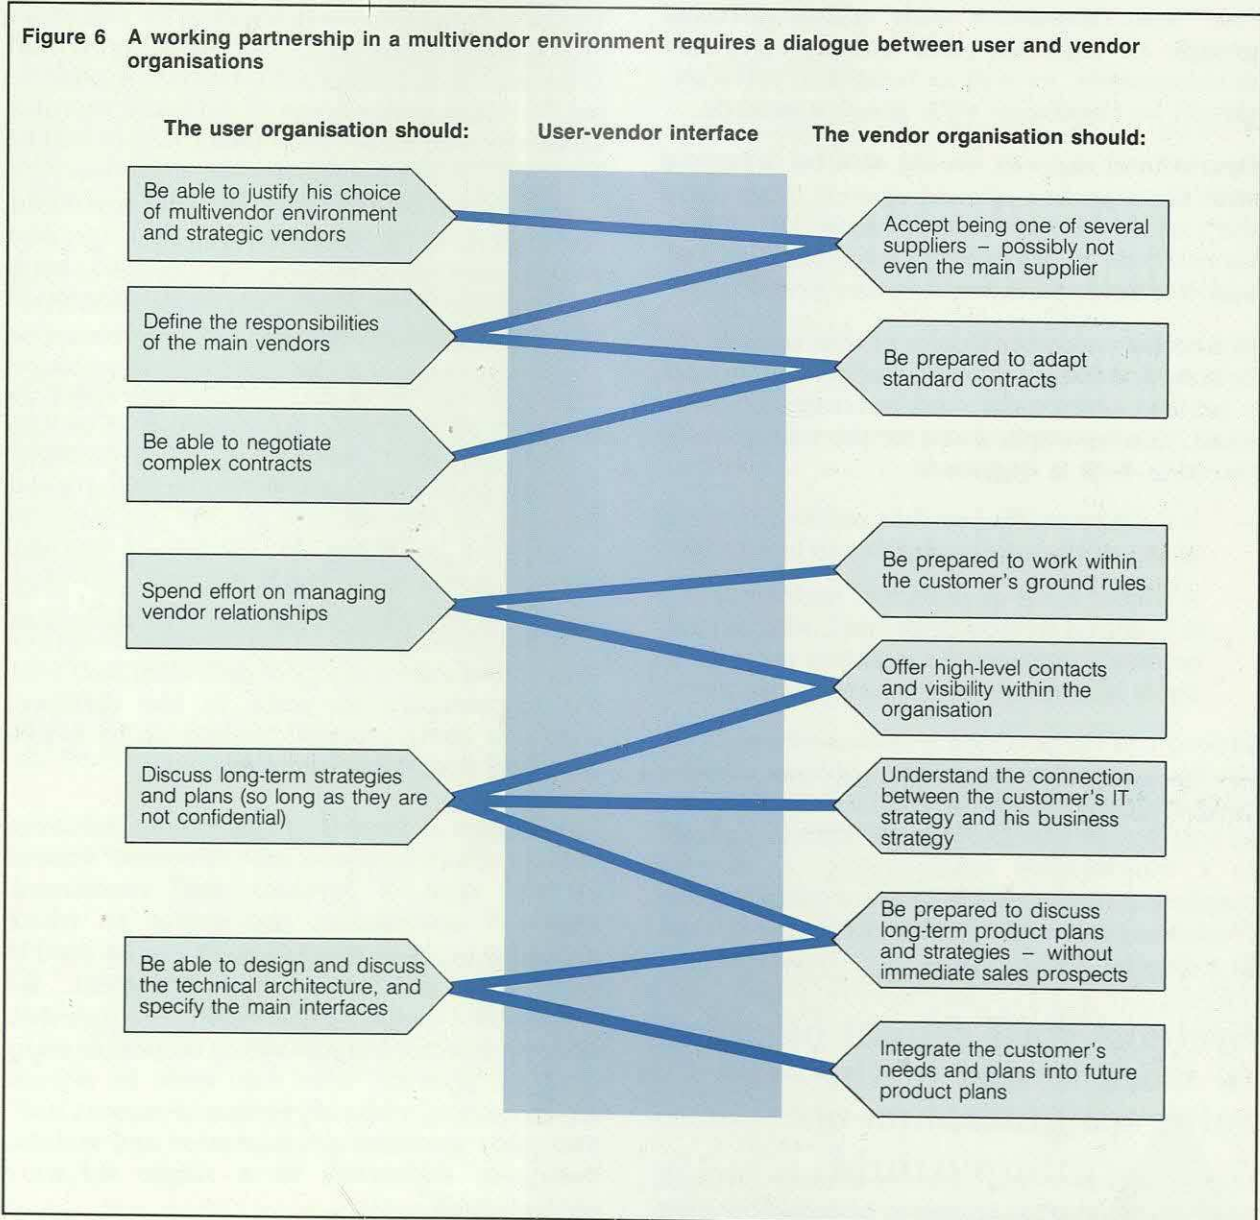 Figure 6 A working partnership in a multivendor environment requires a dialogue between user and vendor
organisations
The user organisation should:
User-vendor interface
The vendor organisation should:
Be able to justify his choice
of multivendor environment
and strategic vendors
Define the responsibilities
of the main vendors
Be able to negotiate
complex contracts
Spend effort on managing
vendor relationships
Discuss long-term strategies
and plans (so long as they are
not confidential)
Be able to design and discuss
the technical architecture, and
specify the main interfaces
Accept being one of several
suppliers – possibly not
even the main supplier
Be prepared to adapt
standard contracts
Be prepared to work within
the customer's ground rules
Offer high-level contacts
and visibility within the
organisation
Understand the connection
between the customer's IT
strategy and his business
strategy
Be prepared to discuss
long-term product plans
and strategies – without
immediate sales prospects
Integrate the customer's
needs and plans into future
product plans